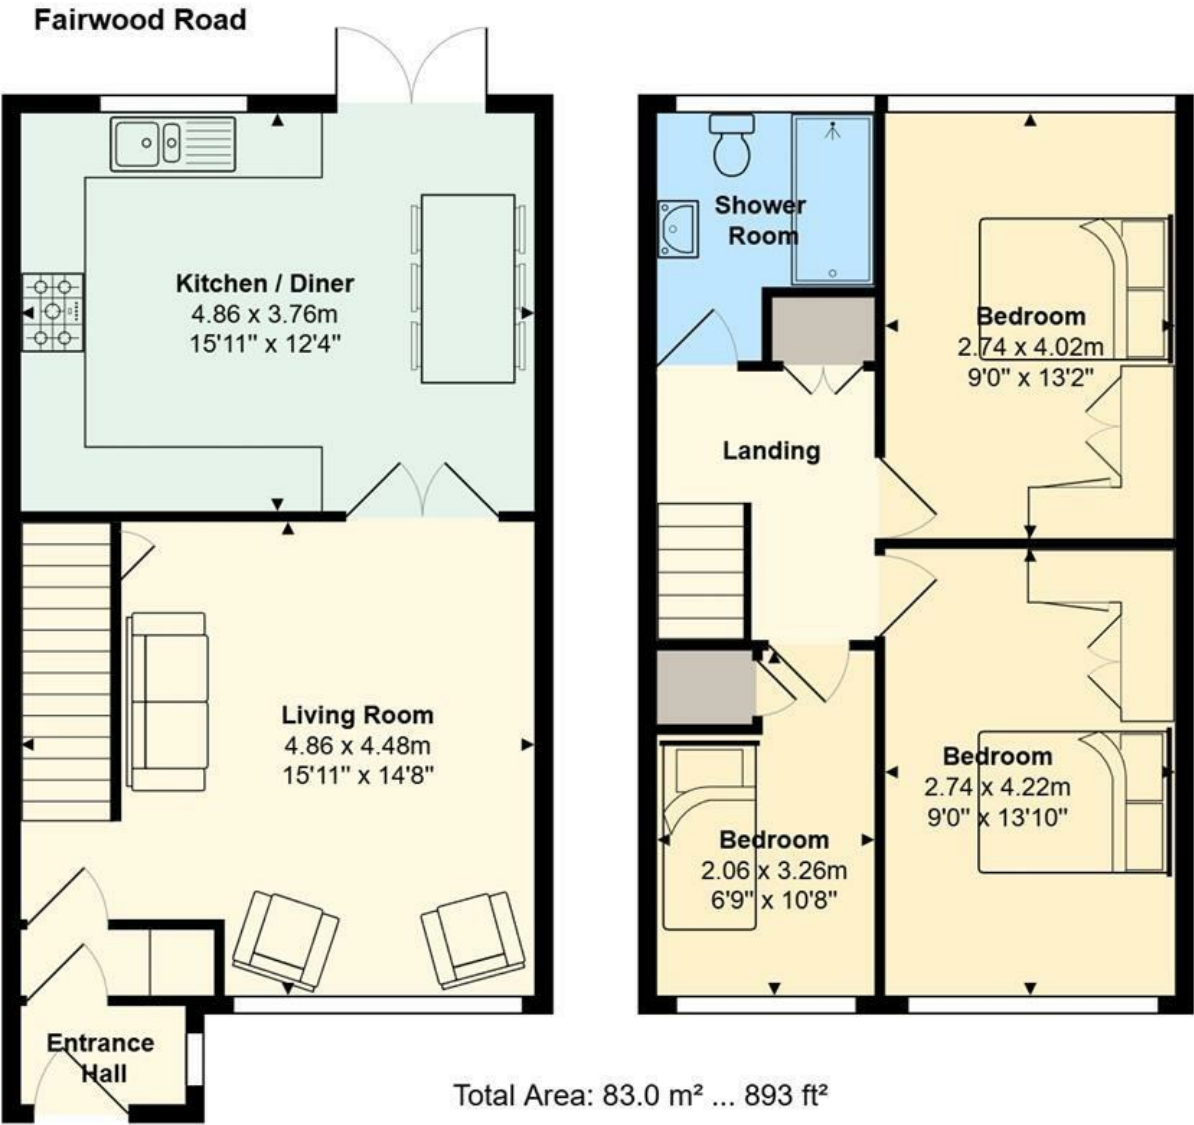 Fairwood Road
Kitchen / Diner
4.86 x 3.76m
15'11" x 12'4"
Living Room
4.86 x 4.48m
15'11" x 14'8"
Entrance
Hall
Shower
Room
Landing
Bedroom
2.74 x 4.02m
9'0" x 13'2"
Bedroom
2.74 x 4.22m
9'0" x 13'10"
Bedroom
2.06 x 3.26m
6'9" x 10'8"
Total Area: 83.0 m² ... 893 ft²